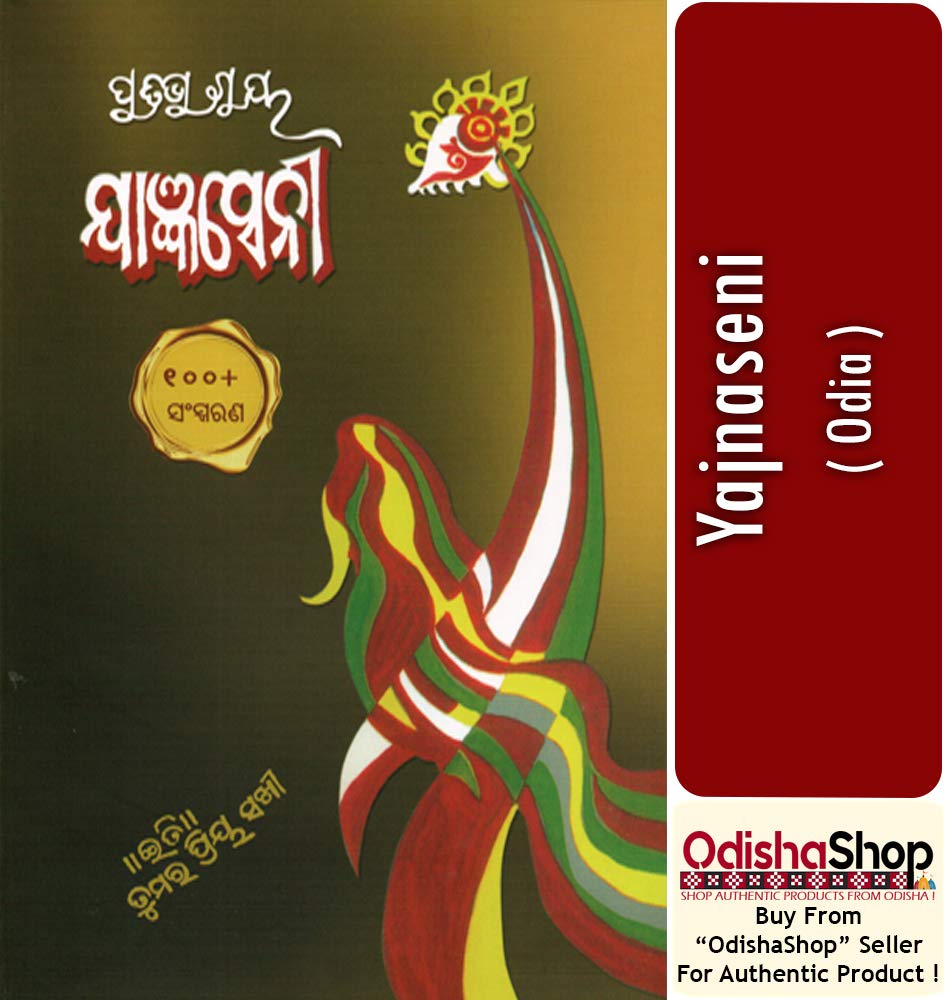 ପ୍ରତିଭା ରାୟ
ଯାଜ୍ଞସେନୀ
୧୦୦+
ସଂସ୍କରଣ
॥ଇତି॥
ତୁମର ପ୍ରିୟ ସଖୀ
Yajnaseni
( Odia )
OdishaShop
SHOP AUTHENTIC PRODUCTS FROM ODISHA !
Buy From
“OdishaShop” Seller
For Authentic Product !